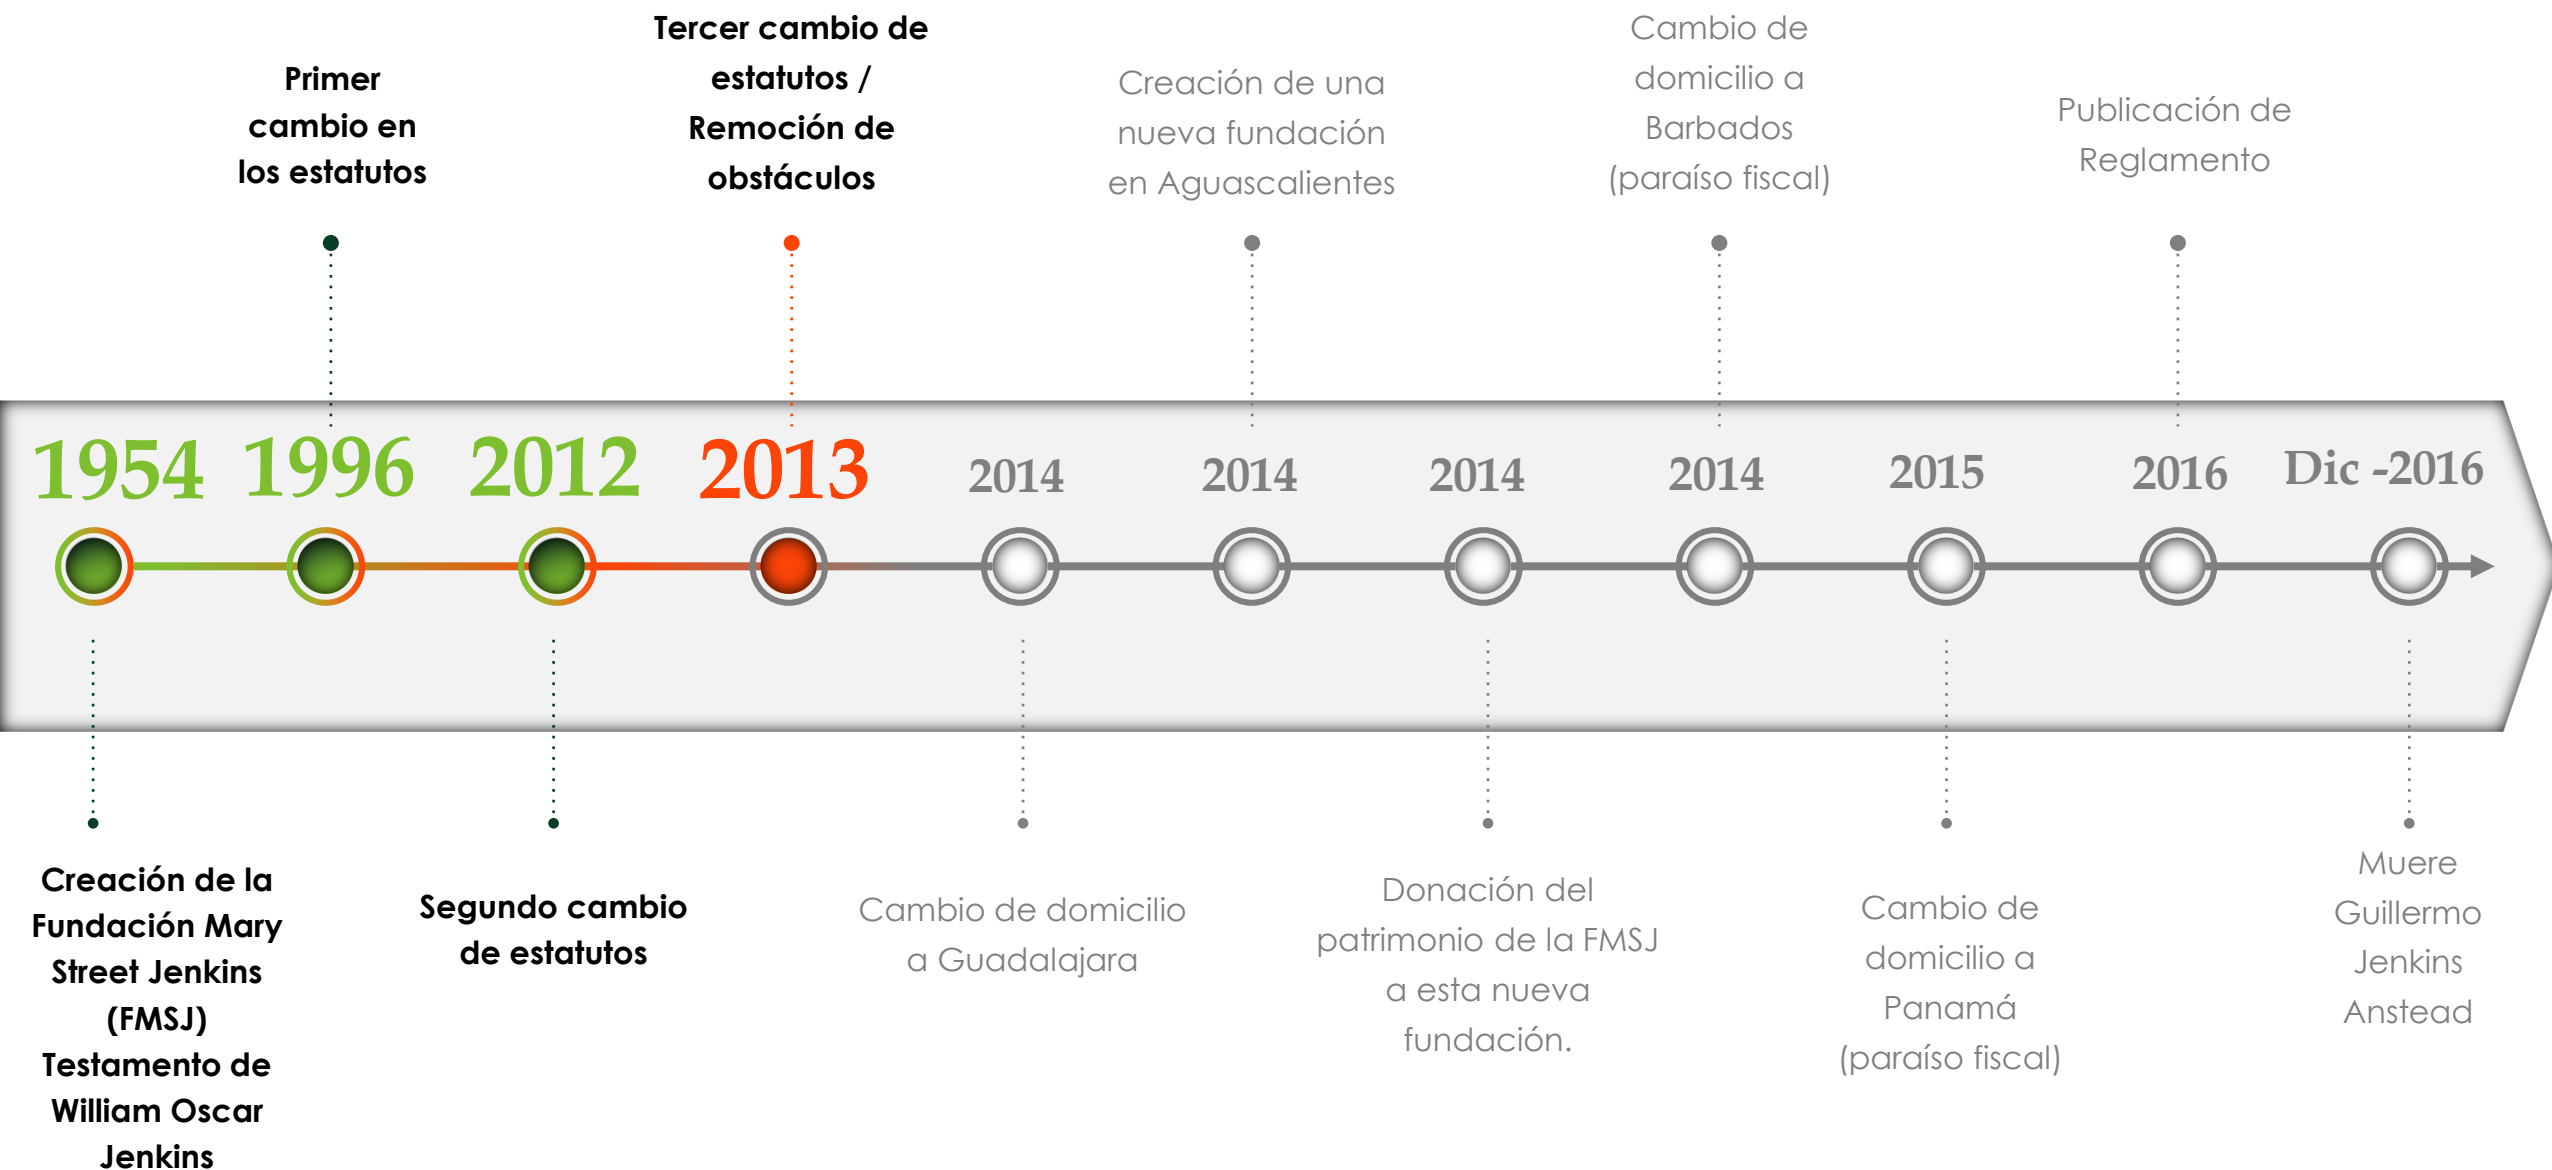 Tercer cambio de
estatutos /
Remoción de
obstáculos
Primer
cambio en
los estatutos
Creación de una
nueva fundación
en Aguascalientes
Cambio de
domicilio a
Barbados
(paraíso fiscal)
Publicación de
Reglamento
1954 1996 2012 2013 2014 2014 2014 2014 2015 2016 Dic -2016
Creación de la
Fundación Mary
Street Jenkins
(FMSJ)
Testamento de
William Oscar
Jenkins
Segundo cambio
de estatutos
Cambio de domicilio
a Guadalajara
Donación del
patrimonio de la FMSJ
a esta nueva
fundación.
Cambio de
domicilio a
Panamá
(paraíso fiscal)
Muere
Guillermo
Jenkins
Anstead